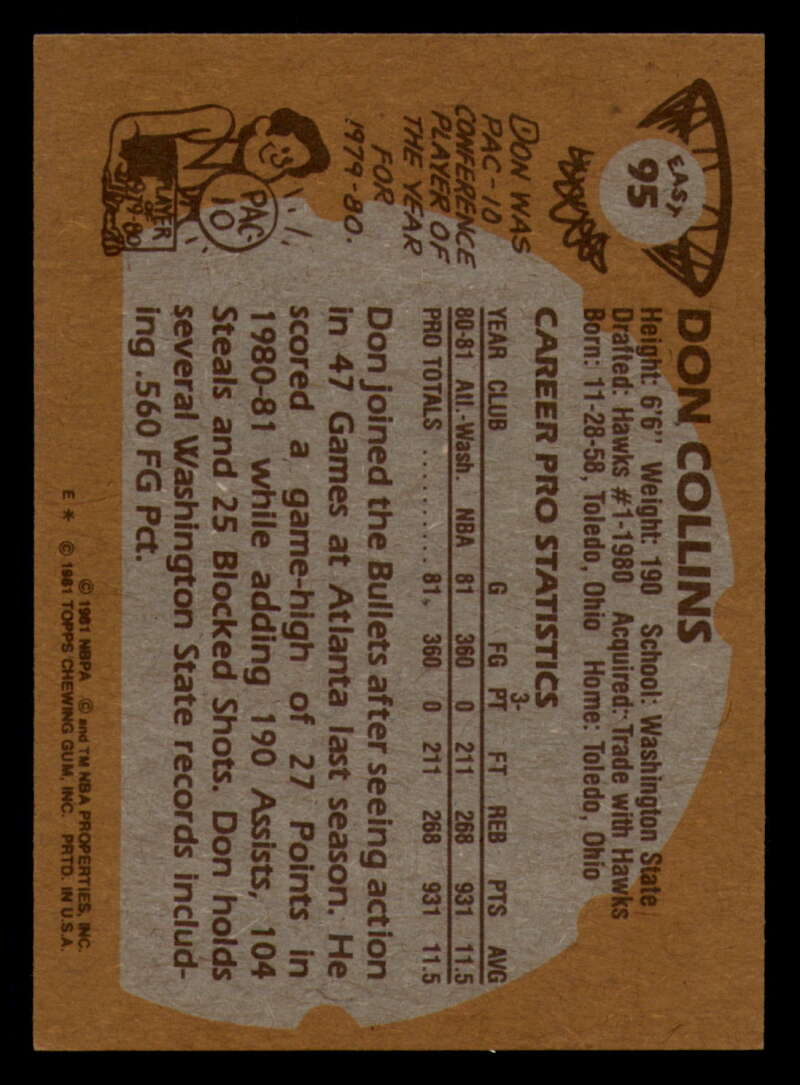 EAST
95
DON COLLINS
Height: 6'6" Weight: 190 School: Washington State
Drafted: Hawks #1-1980 Acquired: Trade with Hawks
Born: 11-28-58, Toledo, Ohio Home: Toledo, Ohio
CAREER PRO STATISTICS
3-
YEAR CLUB G FG PT FT REB PTS AVG
80-81 Atl.-Wash. NBA 81 360 0 211 268 931 11.5
PRO TOTALS .......... 81, 360 0 211 268 931 11.5
Don joined the Bullets after seeing action
in 47 Games at Atlanta last season. He
scored a game-high of 27 Points in
1980-81 while adding 190 Assists, 104
Steals and 25 Blocked Shots. Don holds
several Washington State records includ-
ing .560 FG Pct.
DON WAS
PAC-10
CONFERENCE
PLAYER OF
THE YEAR
FOR
1979-80.
PAC-
10
PLAYER
OF
1979-80
© 1981 NBPA © and TM NBA PROPERTIES, INC.
E * © 1981 TOPPS CHEWING GUM, INC. PRTD. IN U.S.A.